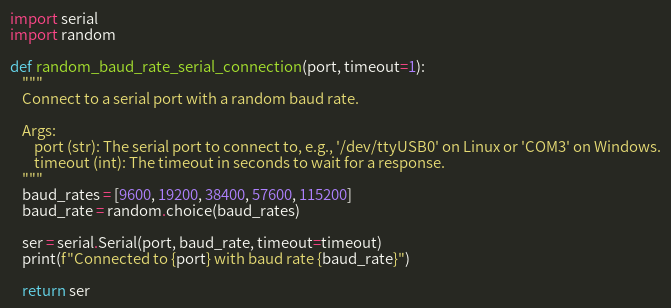 import serial
import random

def random_baud_rate_serial_connection(port, timeout=1):
    """
    Connect to a serial port with a random baud rate.

    Args:
        port (str): The serial port to connect to, e.g., '/dev/ttyUSB0' on Linux or 'COM3' on Windows.
        timeout (int): The timeout in seconds to wait for a response.
    """
    baud_rates = [9600, 19200, 38400, 57600, 115200]
    baud_rate = random.choice(baud_rates)

    ser = serial.Serial(port, baud_rate, timeout=timeout)
    print(f"Connected to {port} with baud rate {baud_rate}")

    return ser